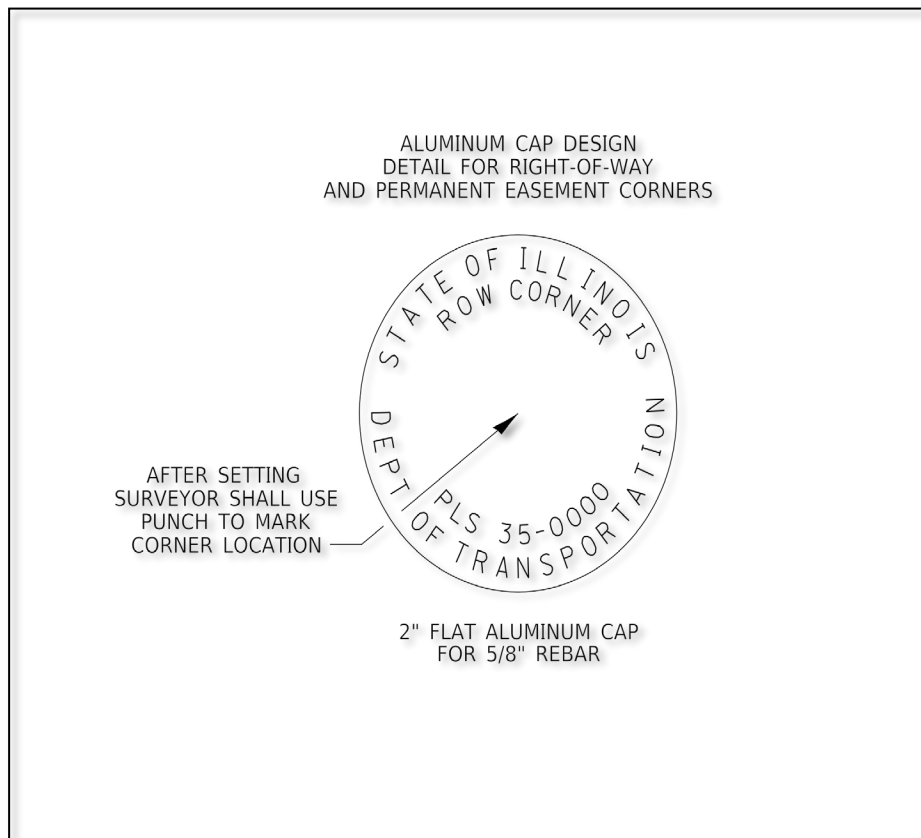 ALUMINUM CAP DESIGN
DETAIL FOR RIGHT-OF-WAY
AND PERMANENT EASEMENT CORNERS
STATE OF ILLINOIS
ROW CORNER
PLS 35-0000
DEPT OF TRANSPORTATION
AFTER SETTING
SURVEYOR SHALL USE
PUNCH TO MARK
CORNER LOCATION
2" FLAT ALUMINUM CAP
FOR 5/8" REBAR